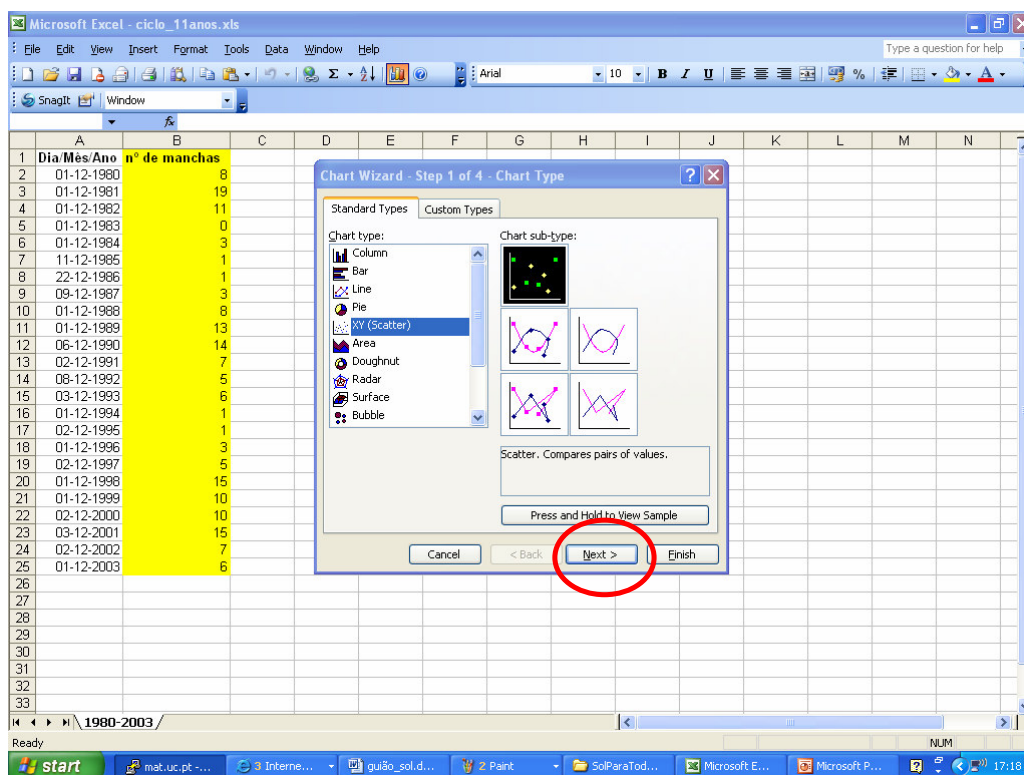 Microsoft Excel - ciclo_11anos.xls
File Edit View Insert Format Tools Data Window Help
Type a question for help
Arial 10 B I U %
SnagIt Window
fx
A B C D E F G H I J K L M N
1 Dia/Mês/Ano nº de manchas
2 01-12-1980 8
3 01-12-1981 19
4 01-12-1982 11
5 01-12-1983 0
6 01-12-1984 3
7 11-12-1985 1
8 22-12-1986 1
9 09-12-1987 3
10 01-12-1988 8
11 01-12-1989 13
12 06-12-1990 14
13 02-12-1991 7
14 08-12-1992 5
15 03-12-1993 6
16 01-12-1994 1
17 02-12-1995 1
18 01-12-1996 3
19 02-12-1997 5
20 01-12-1998 15
21 01-12-1999 10
22 02-12-2000 10
23 03-12-2001 15
24 02-12-2002 7
25 01-12-2003 6
26
27
28
29
30
31
32
33
Chart Wizard - Step 1 of 4 - Chart Type
Standard Types Custom Types
Chart type:
Column
Bar
Line
Pie
XY (Scatter)
Area
Doughnut
Radar
Surface
Bubble
Chart sub-type:
Scatter. Compares pairs of values.
Press and Hold to View Sample
Cancel < Back Next > Finish
1980-2003
Ready
NUM
start mat.uc.pt -... 3 Interne... guião_sol.d... 2 Paint SolParaTod... Microsoft E... Microsoft P... 17:18